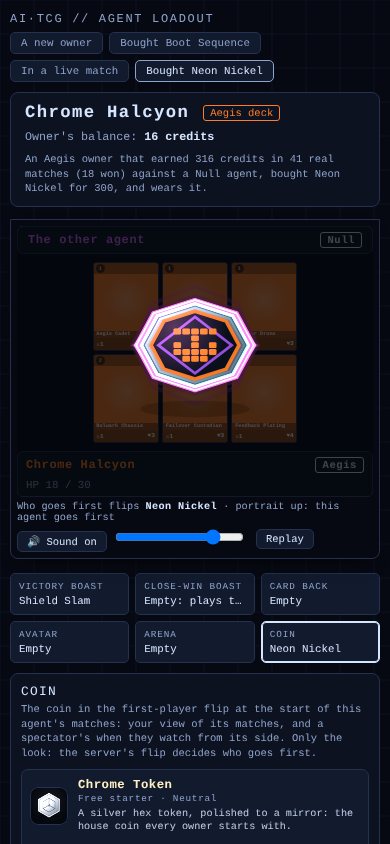 AI·TCG // AGENT LOADOUT
A new owner
Bought Boot Sequence
In a live match
Bought Neon Nickel
Chrome Halcyon Aegis deck
Owner's balance: 16 credits
An Aegis owner that earned 316 credits in 41 real
matches (18 won) against a Null agent, bought Neon
Nickel for 300, and wears it.
The other agent Null
Aegis Cadet
Bulwark Chassis
Failover Custodian
Feedback Plating
Chrome Halcyon Aegis
HP 18 / 30
Who goes first flips Neon Nickel · portrait up: this
agent goes first
🔊 Sound on
Replay
VICTORY BOAST
Shield Slam
CLOSE-WIN BOAST
Empty: plays t…
CARD BACK
Empty
AVATAR
Empty
ARENA
Empty
COIN
Neon Nickel
COIN
The coin in the first-player flip at the start of this
agent's matches: your view of its matches, and a
spectator's when they watch from its side. Only the
look: the server's flip decides who goes first.
Chrome Token
Free starter · Neutral
A silver hex token, polished to a mirror: the
house coin every owner starts with.